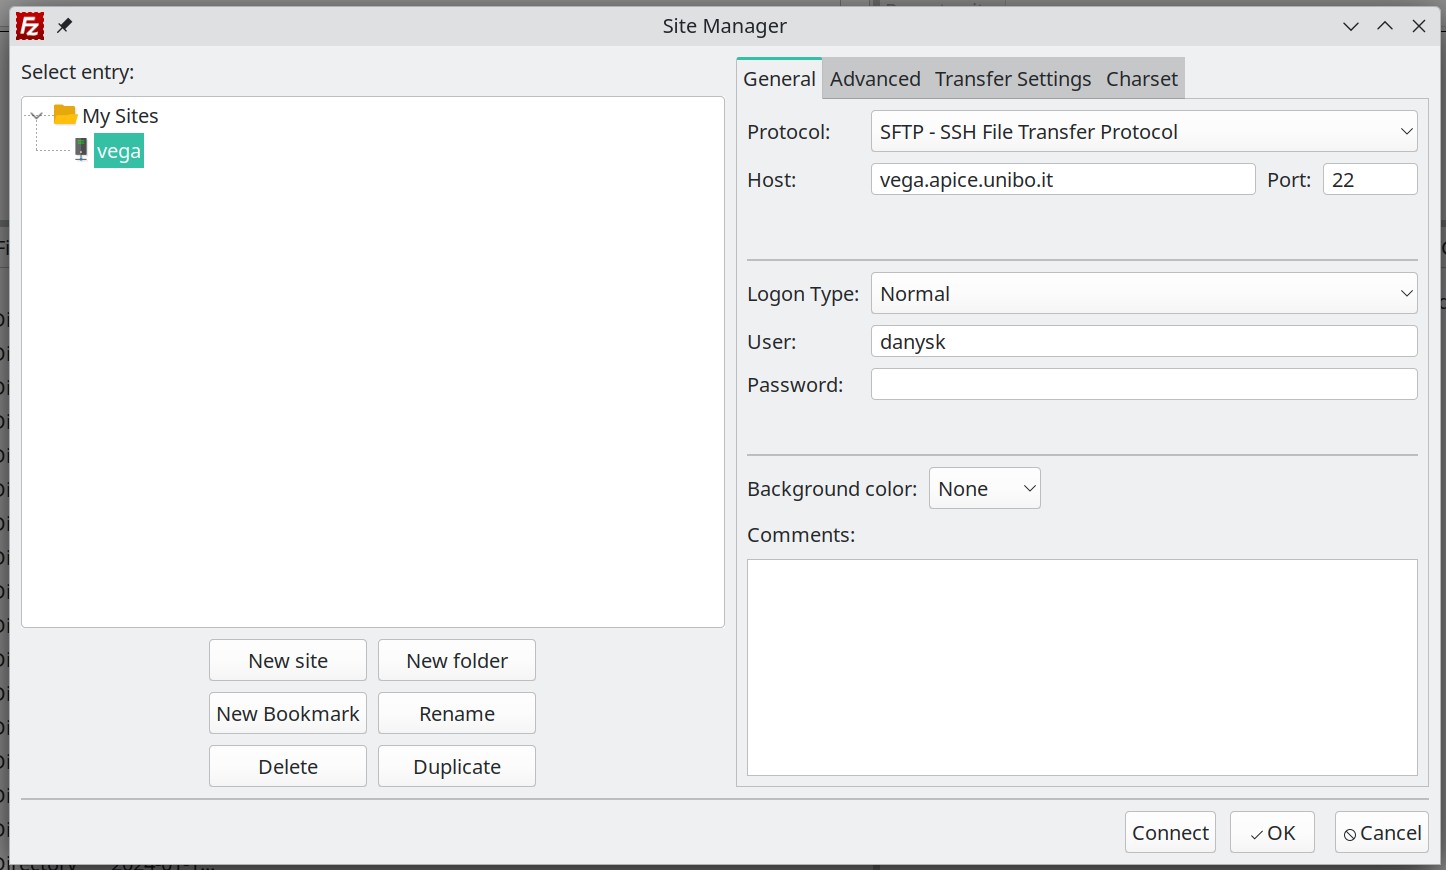 Fz
Site Manager
Select entry:
My Sites
vega
New site
New folder
New Bookmark
Rename
Delete
Duplicate
General
Advanced
Transfer Settings
Charset
Protocol:
SFTP - SSH File Transfer Protocol
Host:
vega.apice.unibo.it
Port:
22
Logon Type:
Normal
User:
danysk
Password:
Background color:
None
Comments:
Connect
OK
Cancel